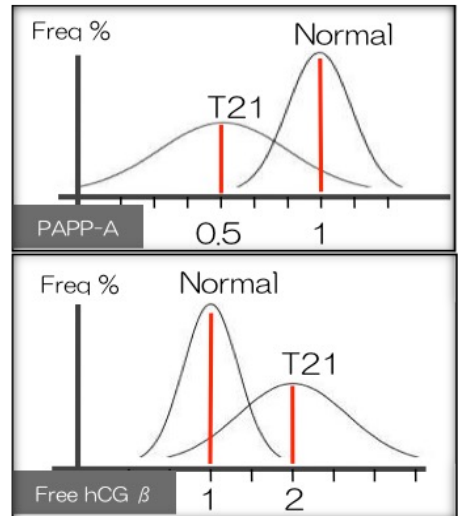 Freq %
Normal
T21
0.5 1
PAPP-A
Freq %
Normal
T21
1 2
Free hCG β